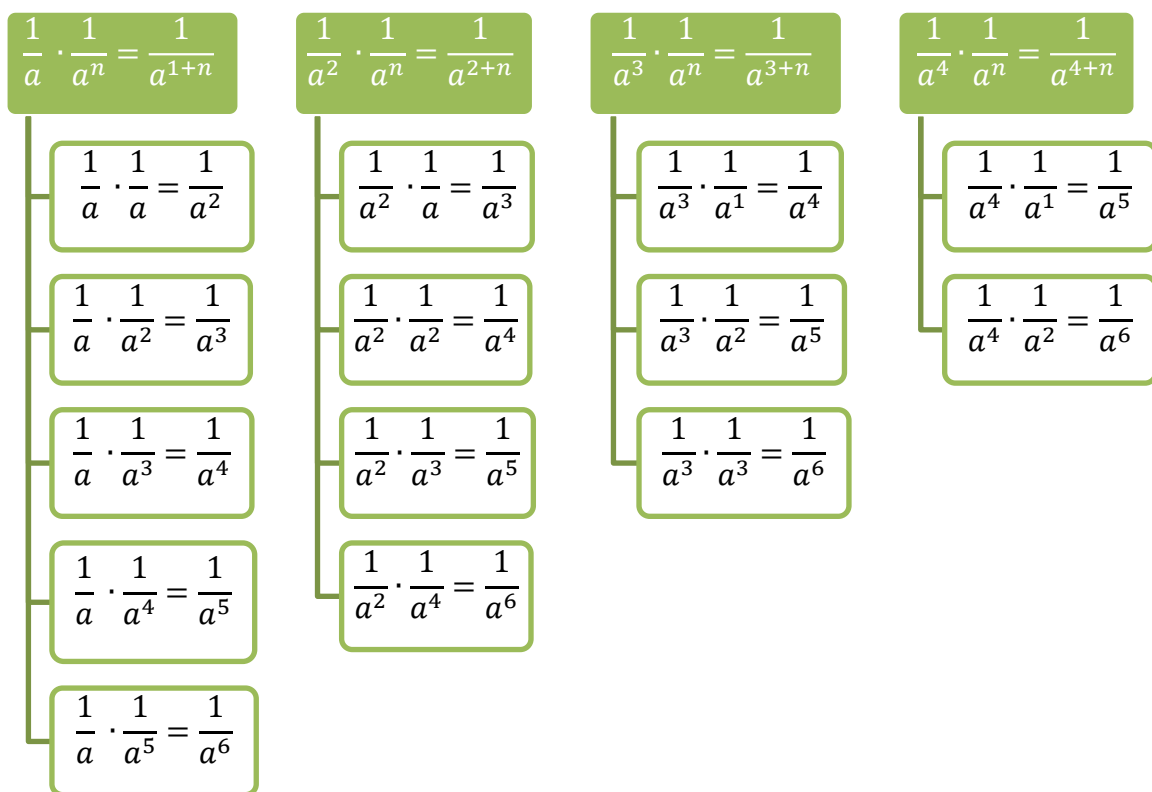 1/a · 1/aⁿ = 1/a¹⁺ⁿ
1/a · 1/a = 1/a²
1/a · 1/a² = 1/a³
1/a · 1/a³ = 1/a⁴
1/a · 1/a⁴ = 1/a⁵
1/a · 1/a⁵ = 1/a⁶
1/a² · 1/aⁿ = 1/a²⁺ⁿ
1/a² · 1/a = 1/a³
1/a² · 1/a² = 1/a⁴
1/a² · 1/a³ = 1/a⁵
1/a² · 1/a⁴ = 1/a⁶
1/a³ · 1/aⁿ = 1/a³⁺ⁿ
1/a³ · 1/a¹ = 1/a⁴
1/a³ · 1/a² = 1/a⁵
1/a³ · 1/a³ = 1/a⁶
1/a⁴ · 1/aⁿ = 1/a⁴⁺ⁿ
1/a⁴ · 1/a¹ = 1/a⁵
1/a⁴ · 1/a² = 1/a⁶